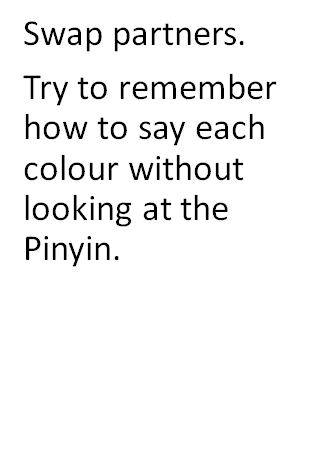 Swap partners.
Try to remember
how to say each
colour without
looking at the
Pinyin.